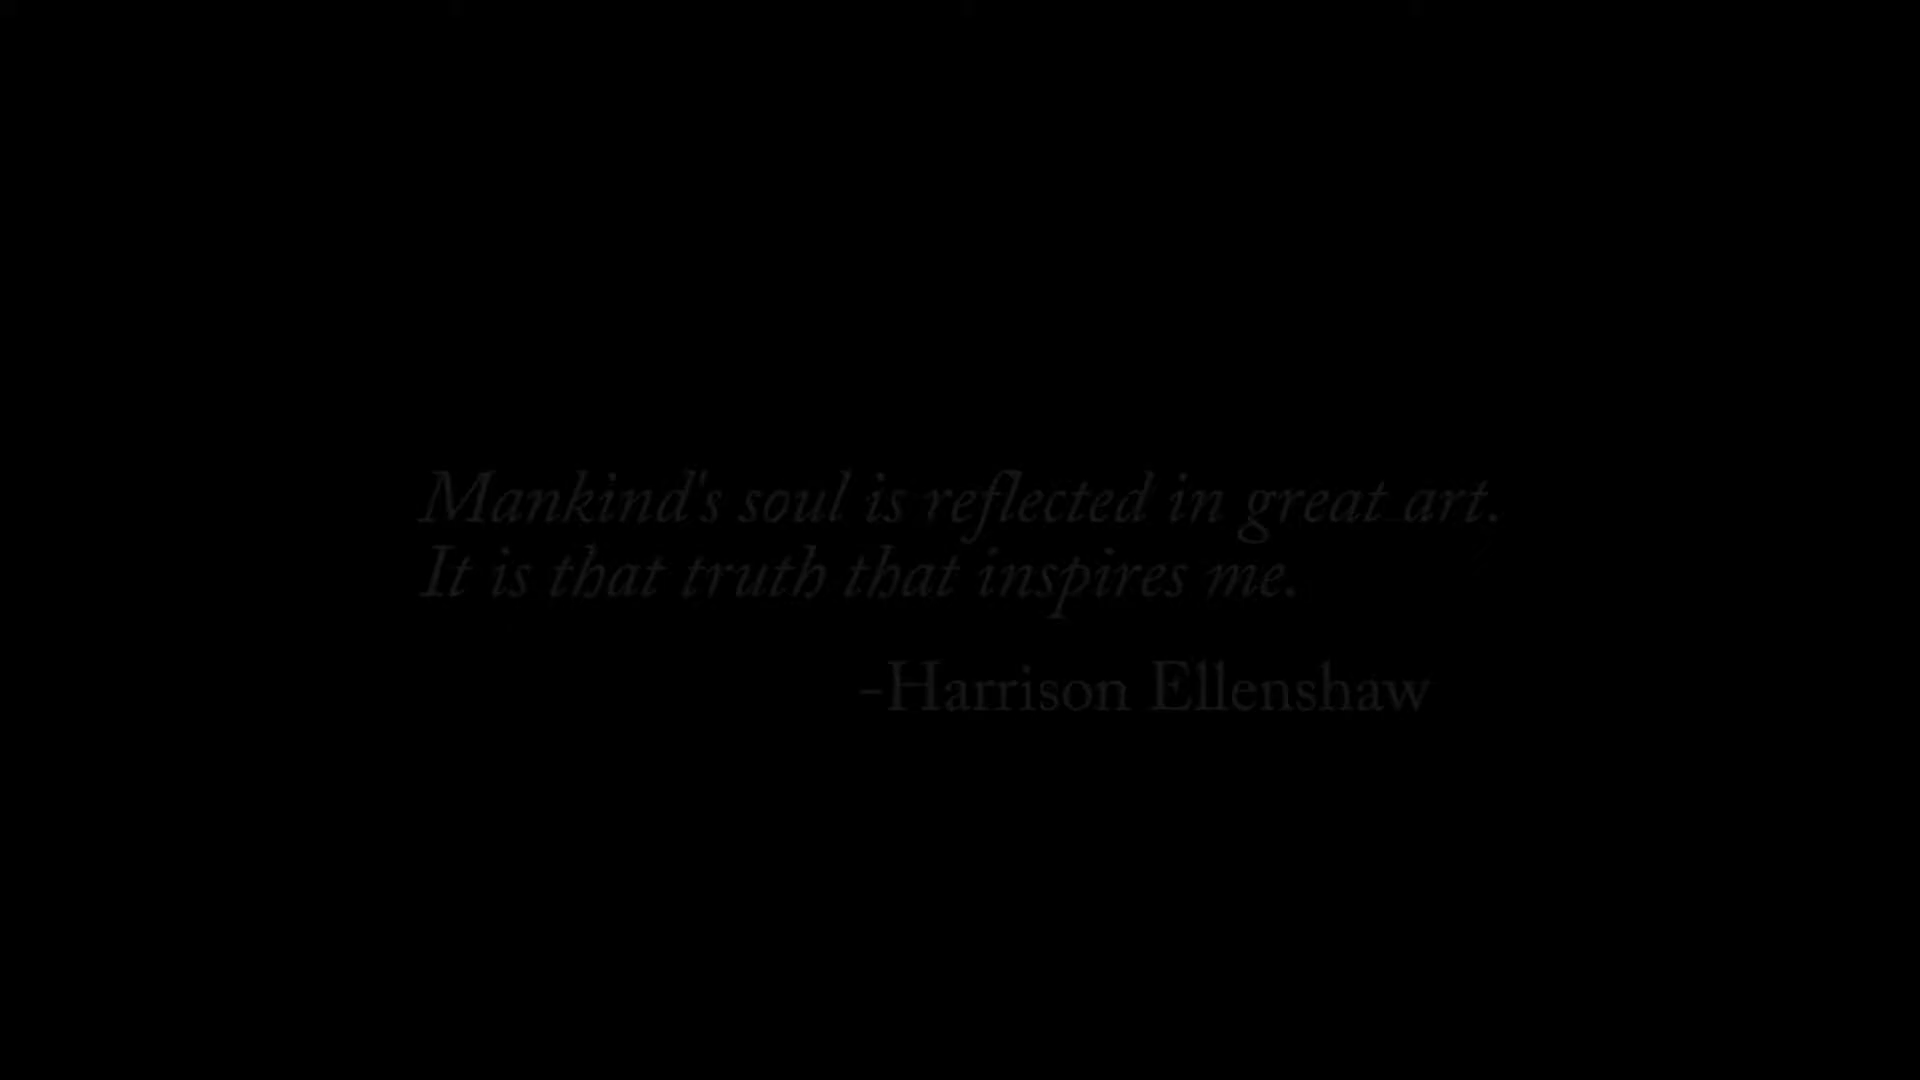 Mankind's soul is reflected in great art.
It is that truth that inspires me.
-Harrison Ellenshaw